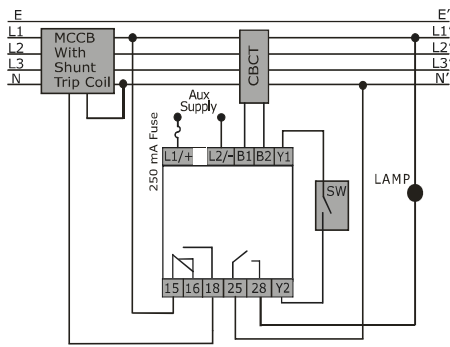 E E'
L1 L1'
L2 L2'
L3 L3'
N N'
MCCB
With
Shunt
Trip Coil
CBCT
Aux
Supply
250 mA Fuse
L1/+ L2/- B1 B2 Y1
SW
LAMP
15 16 18 25 28 Y2